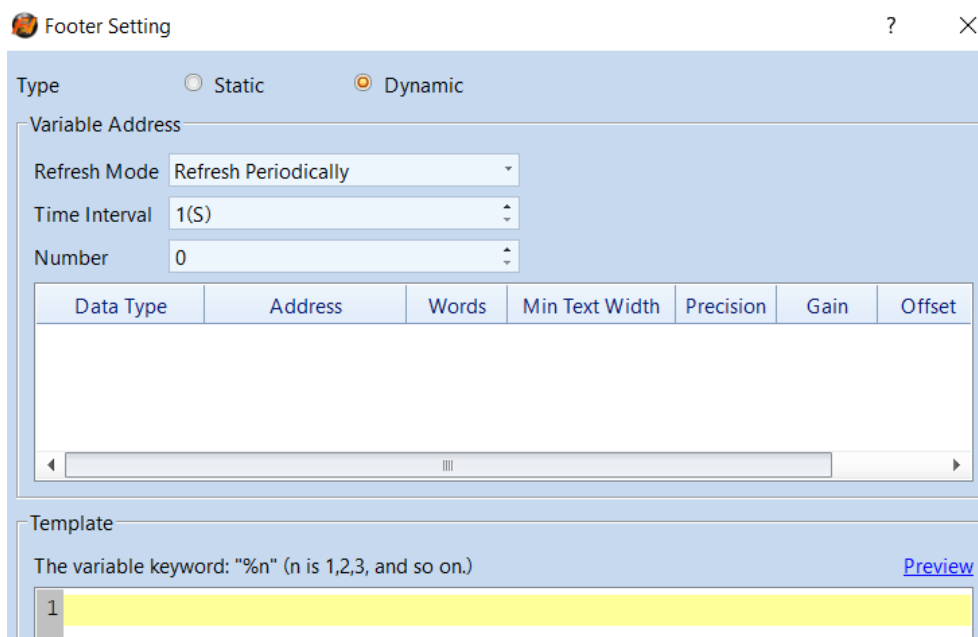 Footer Setting ?
Type Static Dynamic
Variable Address
Refresh Mode Refresh Periodically
Time Interval 1(S)
Number 0
Data Type Address Words Min Text Width Precision Gain Offset
Template
The variable keyword: "%n" (n is 1,2,3, and so on.) Preview
1